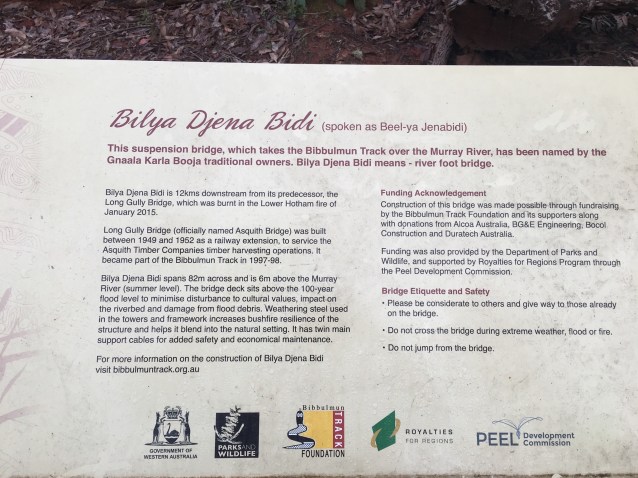 Bilya Djena Bidi (spoken as Beel-ya Jenabidi)
This suspension bridge, which takes the Bibbulmun Track over the Murray River, has been named by the
Gnaala Karla Booja traditional owners. Bilya Djena Bidi means - river foot bridge.
Bilya Djena Bidi is 12kms downstream from its predecessor, the
Long Gully Bridge, which was burnt in the Lower Hotham fire of
January 2015.
Long Gully Bridge (officially named Asquith Bridge) was built
between 1949 and 1952 as a railway extension, to service the
Asquith Timber Companies timber harvesting operations. It
became part of the Bibbulmun Track in 1997-98.
Bilya Djena Bidi spans 82m across and is 6m above the Murray
River (summer level). The bridge deck sits above the 100-year
flood level to minimise disturbance to cultural values, impact on
the riverbed and damage from flood debris. Weathering steel used
in the towers and framework increases bushfire resilience of the
structure and helps it blend into the natural setting. It has twin main
support cables for added safety and economical maintenance.
For more information on the construction of Bilya Djena Bidi
visit bibbulmuntrack.org.au
Funding Acknowledgement
Construction of this bridge was made possible through fundraising
by the Bibbulmun Track Foundation and its supporters along
with donations from Alcoa Australia, BG&E Engineering, Bocol
Construction and Duratech Australia.
Funding was also provided by the Department of Parks and
Wildlife, and supported by Royalties for Regions Program through
the Peel Development Commission.
Bridge Etiquette and Safety
• Please be considerate to others and give way to those already
on the bridge.
• Do not cross the bridge during extreme weather, flood or fire.
• Do not jump from the bridge.
GOVERNMENT OF
WESTERN AUSTRALIA
PARKS AND
WILDLIFE
Bibbulmun
TRACK
FOUNDATION
ROYALTIES
FOR REGIONS
PEEL Development
Commission